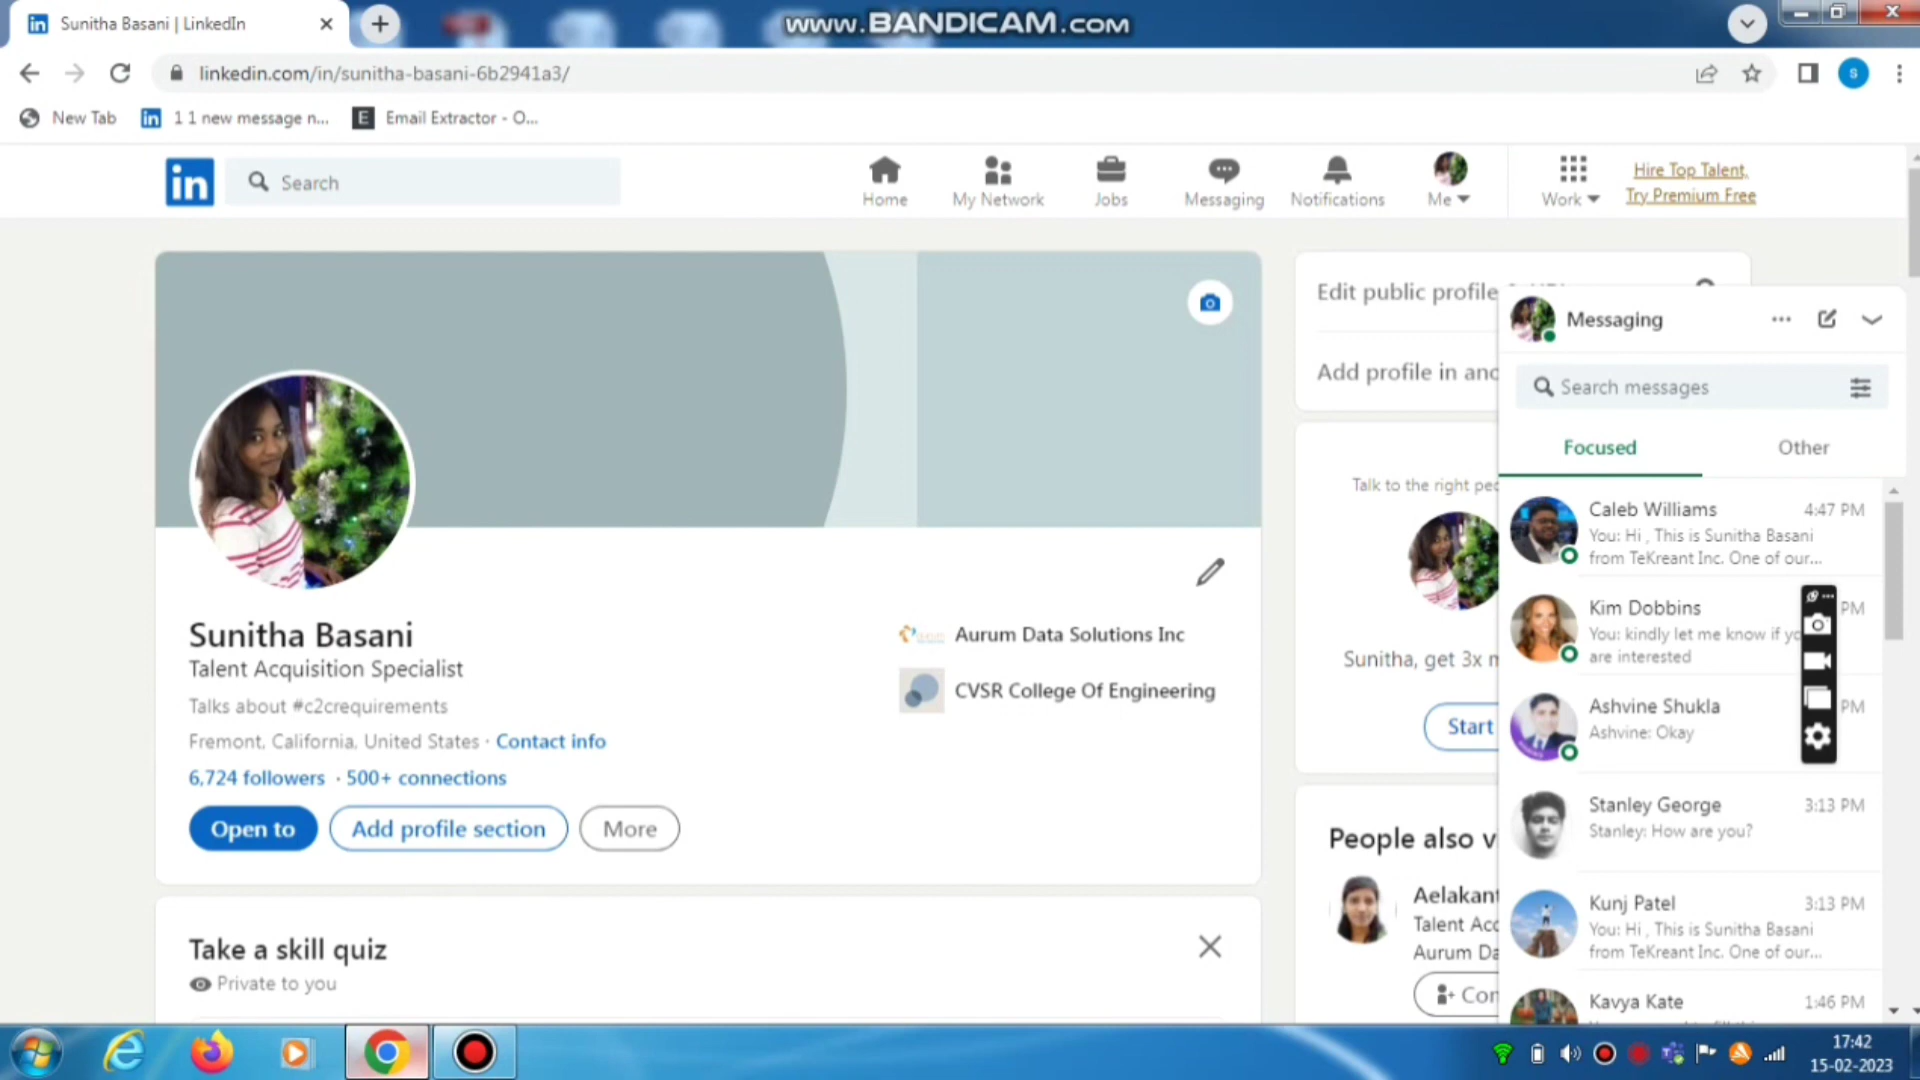 Sunitha Basani | LinkedIn
www.BANDICAM.com
linkedin.com/in/sunitha-basani-6b2941a3/
S
New Tab
1 1 new message n...
E
Email Extractor - O...
in
Search
Home
My Network
Jobs
Messaging
Notifications
Me
Work
Hire Top Talent,
Try Premium Free
Sunitha Basani
Talent Acquisition Specialist
Talks about #c2crequirements
Fremont, California, United States · Contact info
6,724 followers · 500+ connections
Open to
Add profile section
More
Aurum Data Solutions Inc
CVSR College Of Engineering
Take a skill quiz
Private to you
Edit public profile
Add profile in
Talk to the right
Sunitha, get 3x
Start
People also
Talent
Aurum
Messaging
Search messages
Focused
Other
Caleb Williams
4:47 PM
You: Hi , This is Sunitha Basani
from TeKreant Inc. One of our...
Kim Dobbins
PM
You: kindly let me know if
are interested
Ashvine Shukla
PM
Ashvine: Okay
Stanley George
3:13 PM
Stanley: How are you?
Kunj Patel
3:13 PM
You: Hi , This is Sunitha Basani
from TeKreant Inc. One of our...
Kavya Kate
1:46 PM
17:42
15-02-2023